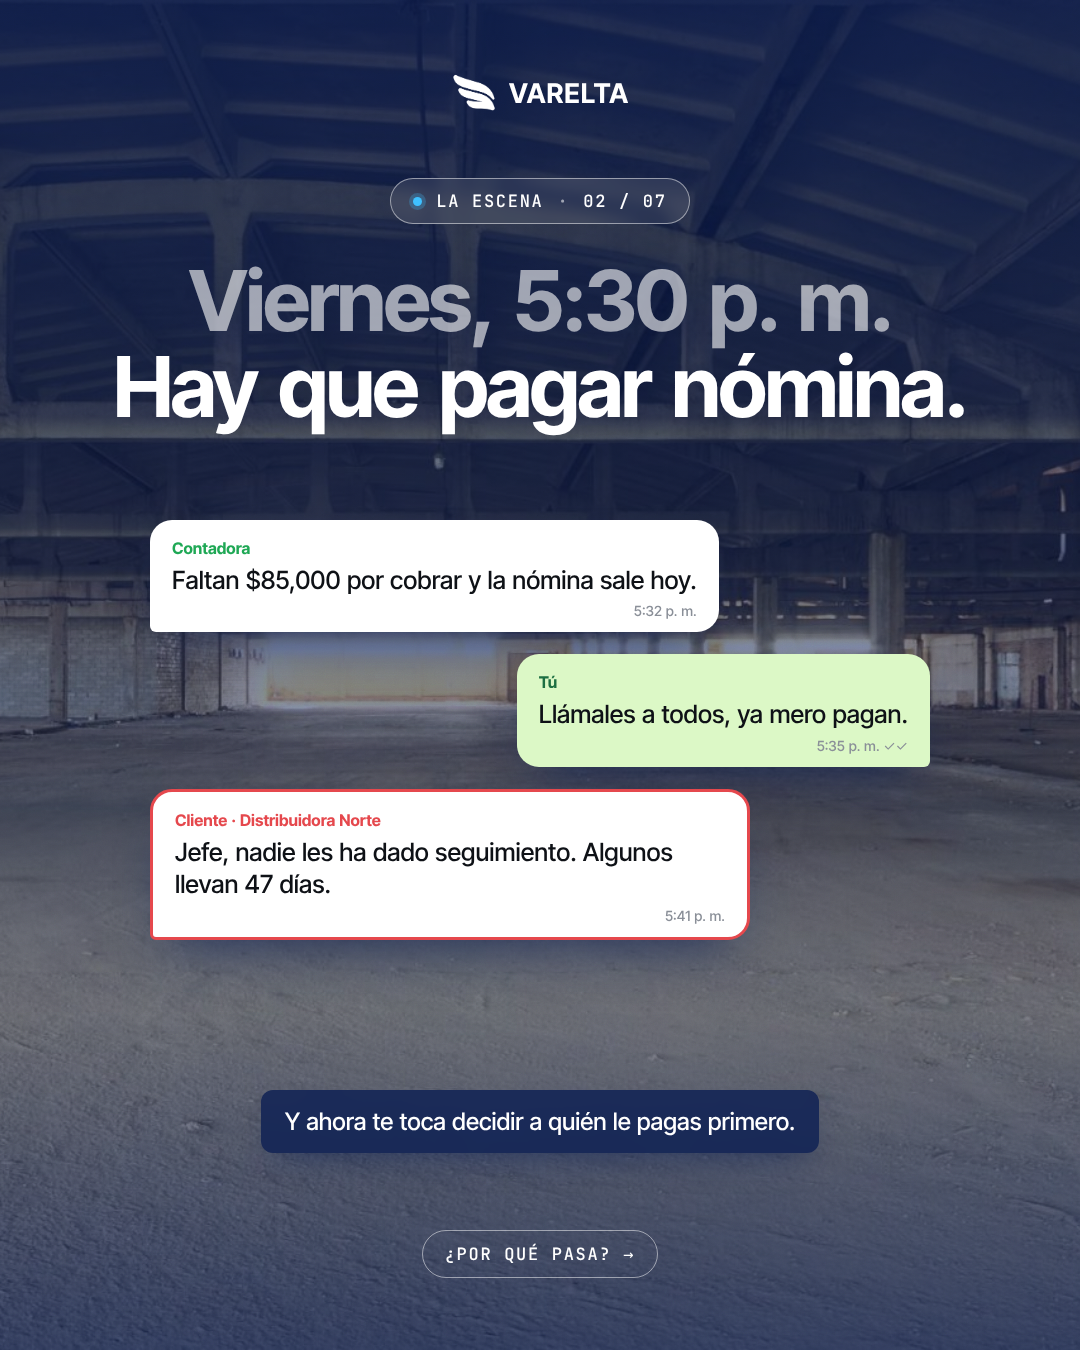 VARELTA
LA ESCENA · 02 / 07
Viernes, 5:30 p. m.
Hay que pagar nómina.
Contadora
Faltan $85,000 por cobrar y la nómina sale hoy.
5:32 p. m.
Tú
Llámales a todos, ya mero pagan.
5:35 p. m. ✓✓
Cliente · Distribuidora Norte
Jefe, nadie les ha dado seguimiento. Algunos
llevan 47 días.
5:41 p. m.
Y ahora te toca decidir a quién le pagas primero.
¿POR QUÉ PASA? →